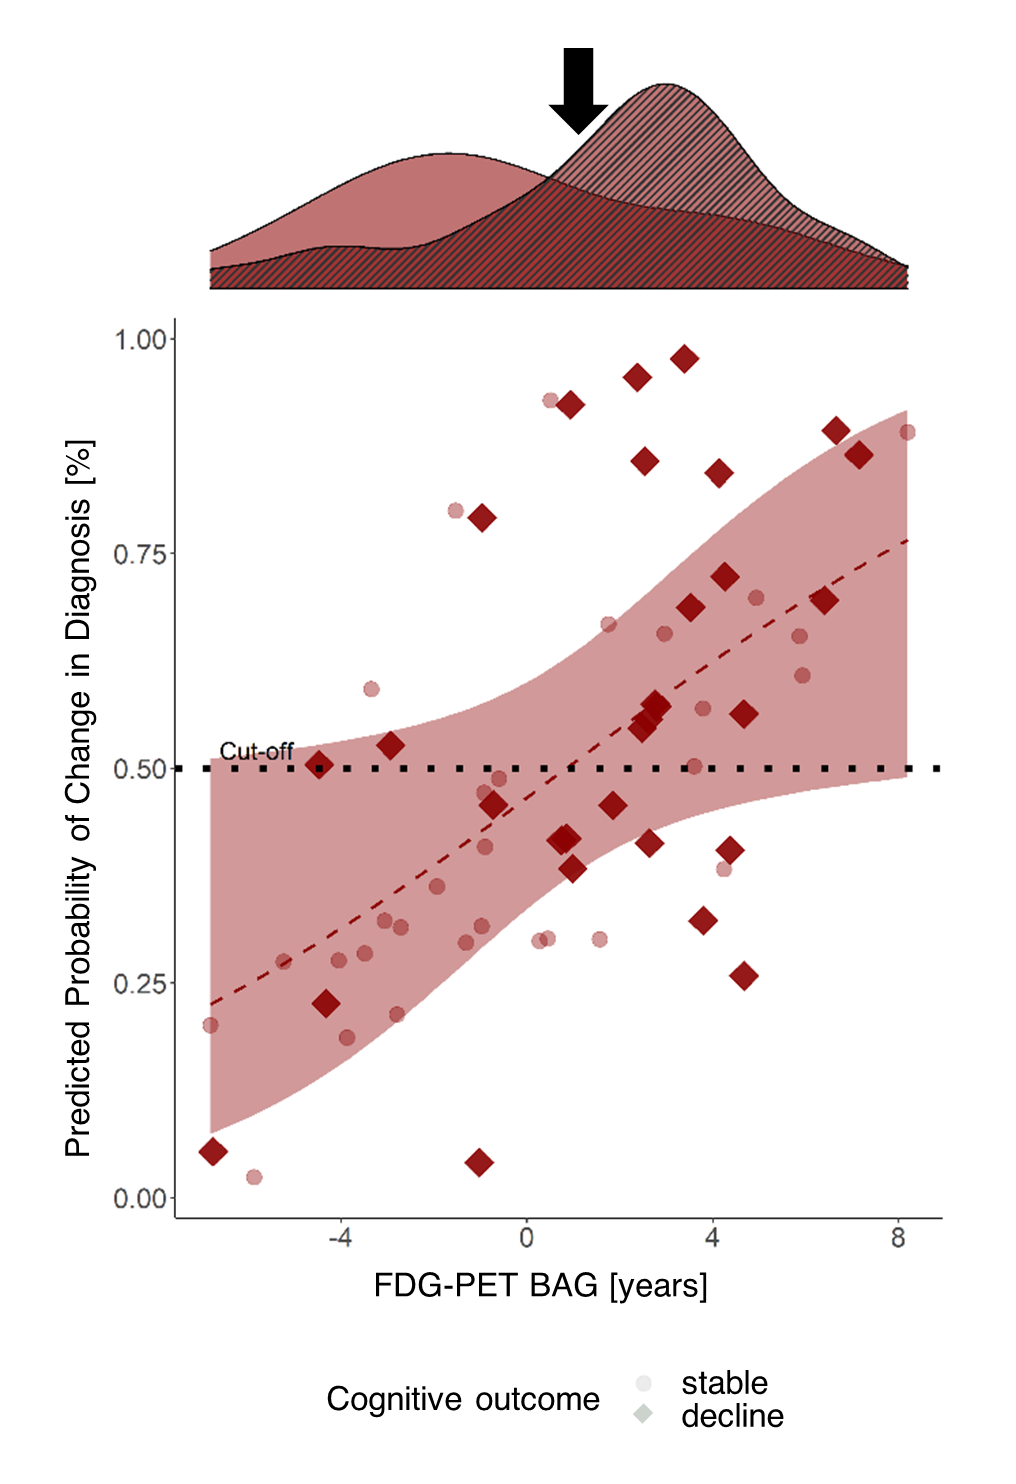 1.00
0.75
Cut-off
0.50
0.25
0.00
Predicted Probability of Change in Diagnosis [%]
-4 0 4 8
FDG-PET BAG [years]
Cognitive outcome
stable
decline